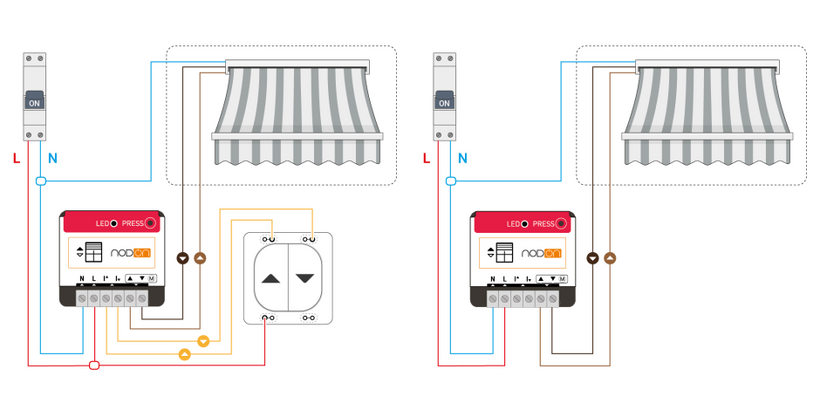 ON
L
N
LED PRESS
nodon
N L I▲ I▼ ▲ ▼ M
ON
L
N
LED PRESS
nodon
N L I▲ I▼ ▲ ▼ M